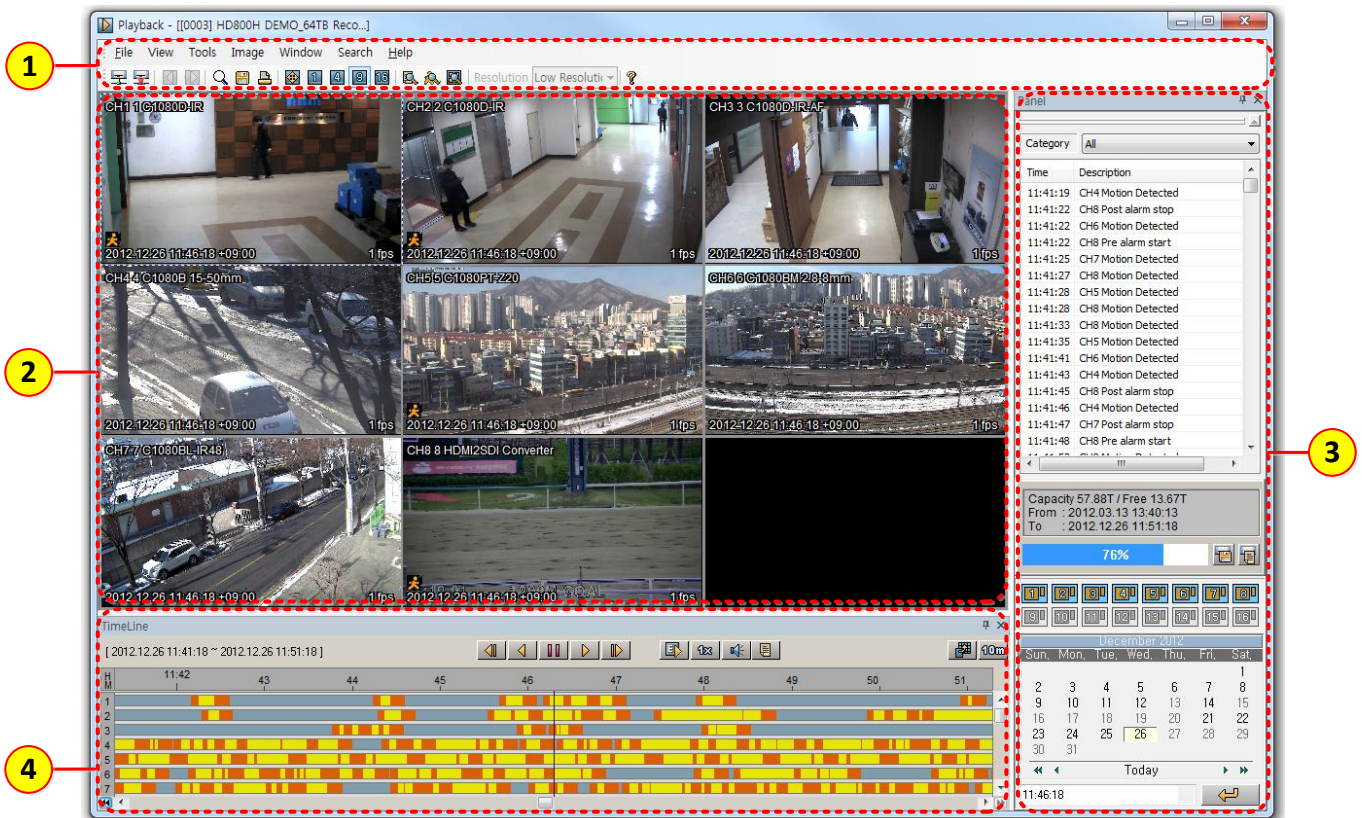 Playback - [[0003] HD800H DEMO_64TB Reco...]
File View Tools Image Window Search Help
1 4 9 16 Resolution Low Resoluti
1
2
3
4
CH1 1 C1080D-IR
2012.12.26 11:46:18 +09:00 1 fps
CH2 2 C1080D-IR
2012.12.26 11:46:18 +09:00 1 fps
CH3 3 C1080D-IR-AF
2012.12.26 11:46:18 +09:00 1 fps
CH4 4 C1080B 15-50mm
2012.12.26 11:46:18 +09:00 1 fps
CH5 5 C1080PT-Z20
2012.12.26 11:46:18 +09:00 1 fps
CH6 6 C1080BM 2.8-8mm
2012.12.26 11:46:18 +09:00 1 fps
CH7 7 C1080BL-IR48
2012.12.26 11:46:18 +09:00 1 fps
CH8 8 HDMI2SDI Converter
2012.12.26 11:46:18 +09:00 1 fps
Panel
Category All
Time Description
11:41:19 CH4 Motion Detected
11:41:22 CH8 Post alarm stop
11:41:22 CH6 Motion Detected
11:41:22 CH8 Pre alarm start
11:41:25 CH7 Motion Detected
11:41:27 CH8 Motion Detected
11:41:28 CH5 Motion Detected
11:41:28 CH8 Motion Detected
11:41:33 CH8 Motion Detected
11:41:35 CH5 Motion Detected
11:41:41 CH6 Motion Detected
11:41:43 CH4 Motion Detected
11:41:45 CH8 Post alarm stop
11:41:46 CH4 Motion Detected
11:41:47 CH7 Post alarm stop
11:41:48 CH8 Pre alarm start
Capacity 57.88T / Free 13.67T
From : 2012.03.13 13:40:13
To : 2012.12.26 11:51:18
76%
1 2 3 4 5 6 7 8
9 10 11 12 13 14 15 16
December 2012
Sun, Mon, Tue, Wed, Thu, Fri, Sat,
1
2 3 4 5 6 7 8
9 10 11 12 13 14 15
16 17 18 19 20 21 22
23 24 25 26 27 28 29
30 31
Today
11:46:18
TimeLine
[ 2012.12.26 11:41:18 ~ 2012.12.26 11:51:18 ]
1x 10m
H M 11:42 43 44 45 46 47 48 49 50 51
1
2
3
4
5
6
7